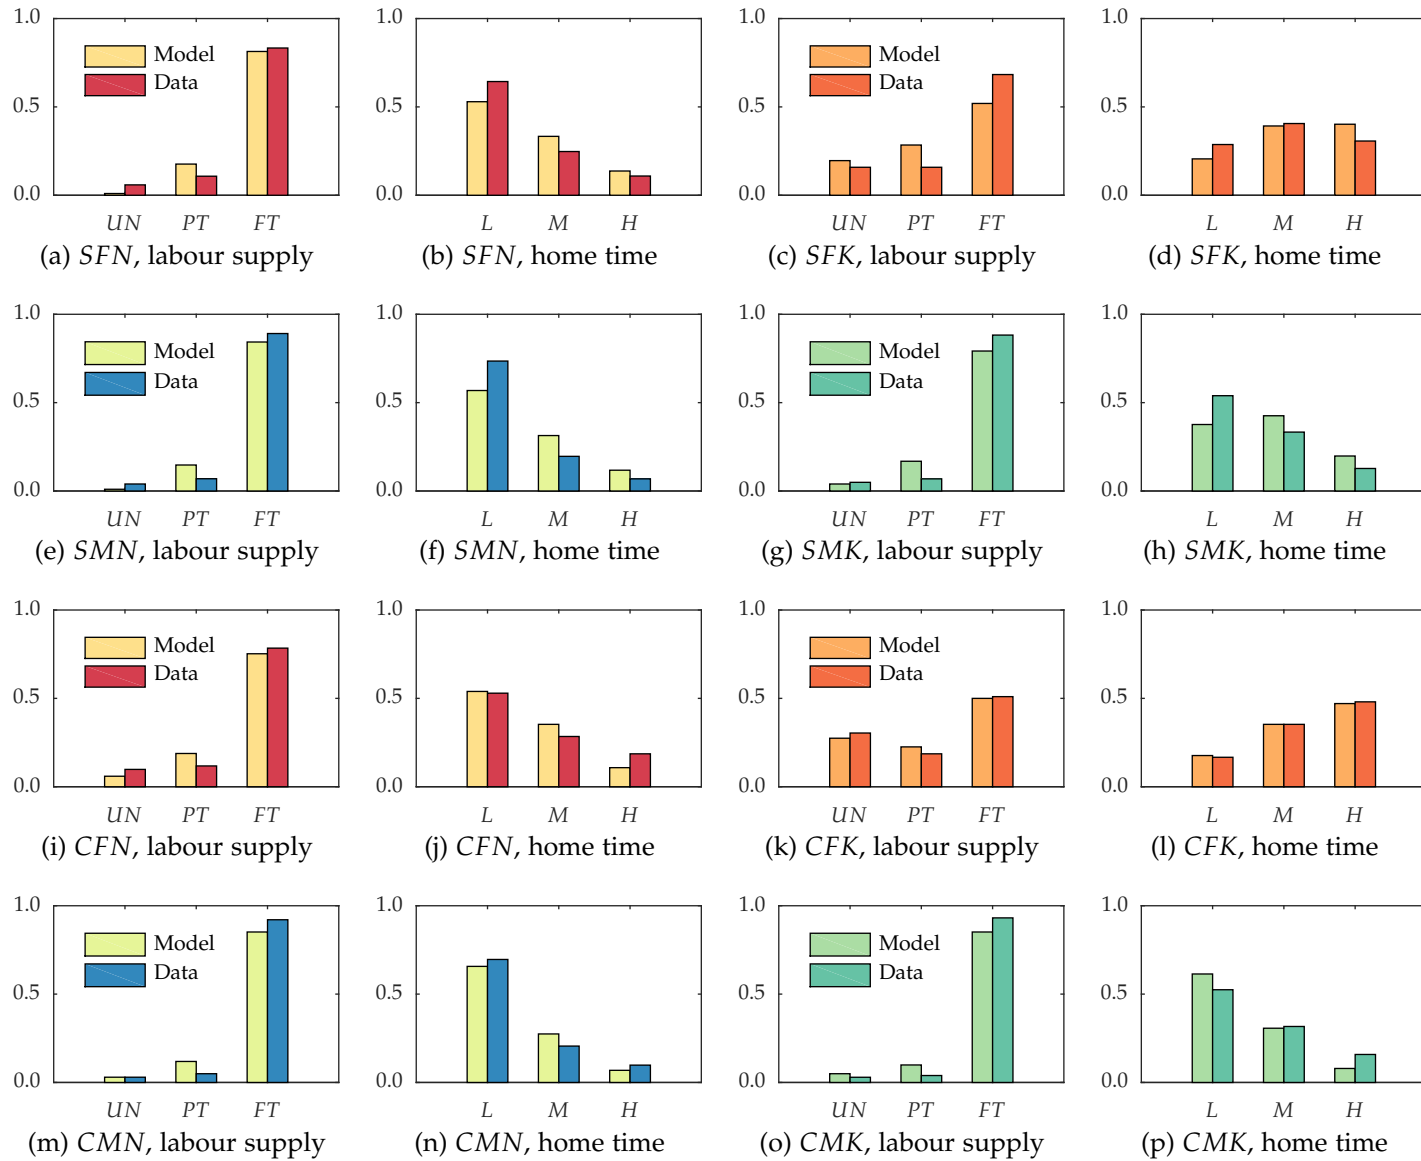 1.0 1.0 1.0 1.0
Model Model
Data Data
0.5 0.5 0.5 0.5
0.0 0.0 0.0 0.0
UN PT FT L M H UN PT FT L M H
(a) SFN, labour supply (b) SFN, home time (c) SFK, labour supply (d) SFK, home time
1.0 1.0 1.0 1.0
Model Model
Data Data
0.5 0.5 0.5 0.5
0.0 0.0 0.0 0.0
UN PT FT L M H UN PT FT L M H
(e) SMN, labour supply (f) SMN, home time (g) SMK, labour supply (h) SMK, home time
1.0 1.0 1.0 1.0
Model Model
Data Data
0.5 0.5 0.5 0.5
0.0 0.0 0.0 0.0
UN PT FT L M H UN PT FT L M H
(i) CFN, labour supply (j) CFN, home time (k) CFK, labour supply (l) CFK, home time
1.0 1.0 1.0 1.0
Model Model
Data Data
0.5 0.5 0.5 0.5
0.0 0.0 0.0 0.0
UN PT FT L M H UN PT FT L M H
(m) CMN, labour supply (n) CMN, home time (o) CMK, labour supply (p) CMK, home time